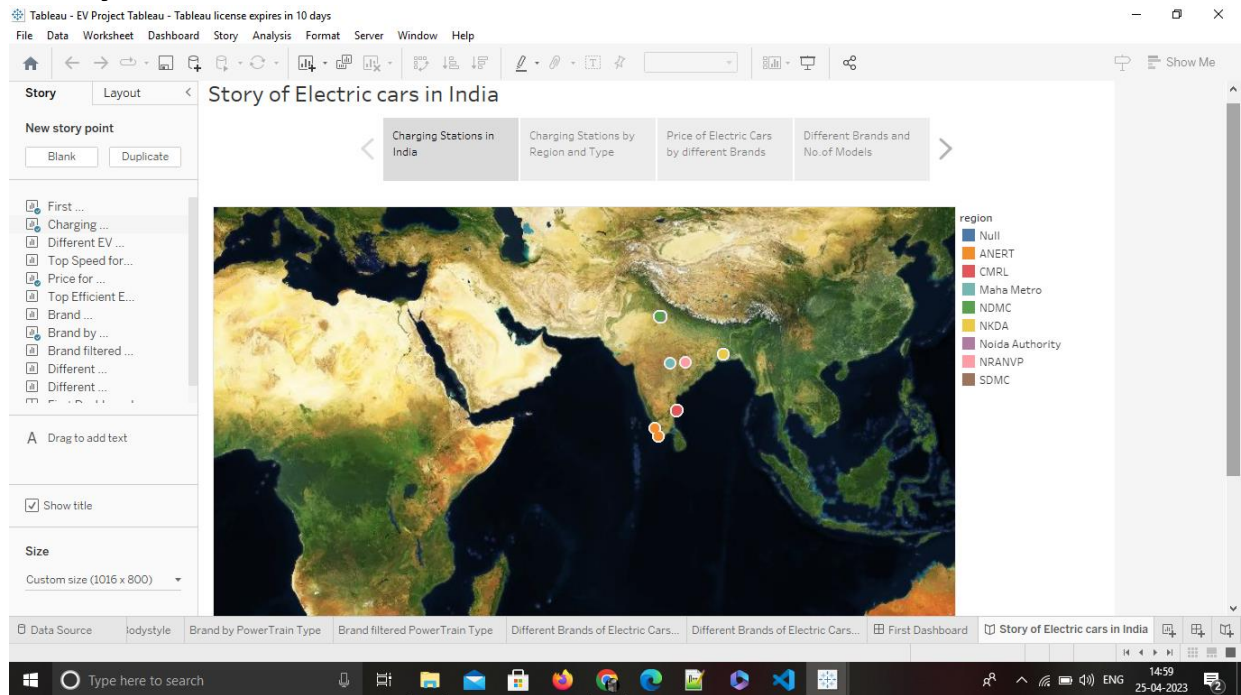 Tableau - EV Project Tableau - Tableau license expires in 10 days
File Data Worksheet Dashboard Story Analysis Format Server Window Help
Show Me
Story Layout
Story of Electric cars in India
New story point
Blank Duplicate
Charging Stations in
India
Charging Stations by
Region and Type
Price of Electric Cars
by different Brands
Different Brands and
No.of Models
First ...
Charging ...
Different EV ...
Top Speed for...
Price for ...
Top Efficient E...
Brand ...
Brand by ...
Brand filtered ...
Different ...
Different ...
A Drag to add text
Show title
Size
Custom size (1016 x 800)
region
Null
ANERT
CMRL
Maha Metro
NDMC
NKDA
Noida Authority
NRANVP
SDMC
Data Source lodystyle Brand by PowerTrain Type Brand filtered PowerTrain Type Different Brands of Electric Cars... Different Brands of Electric Cars... First Dashboard Story of Electric cars in India
Type here to search
ENG
14:59
25-04-2023
2